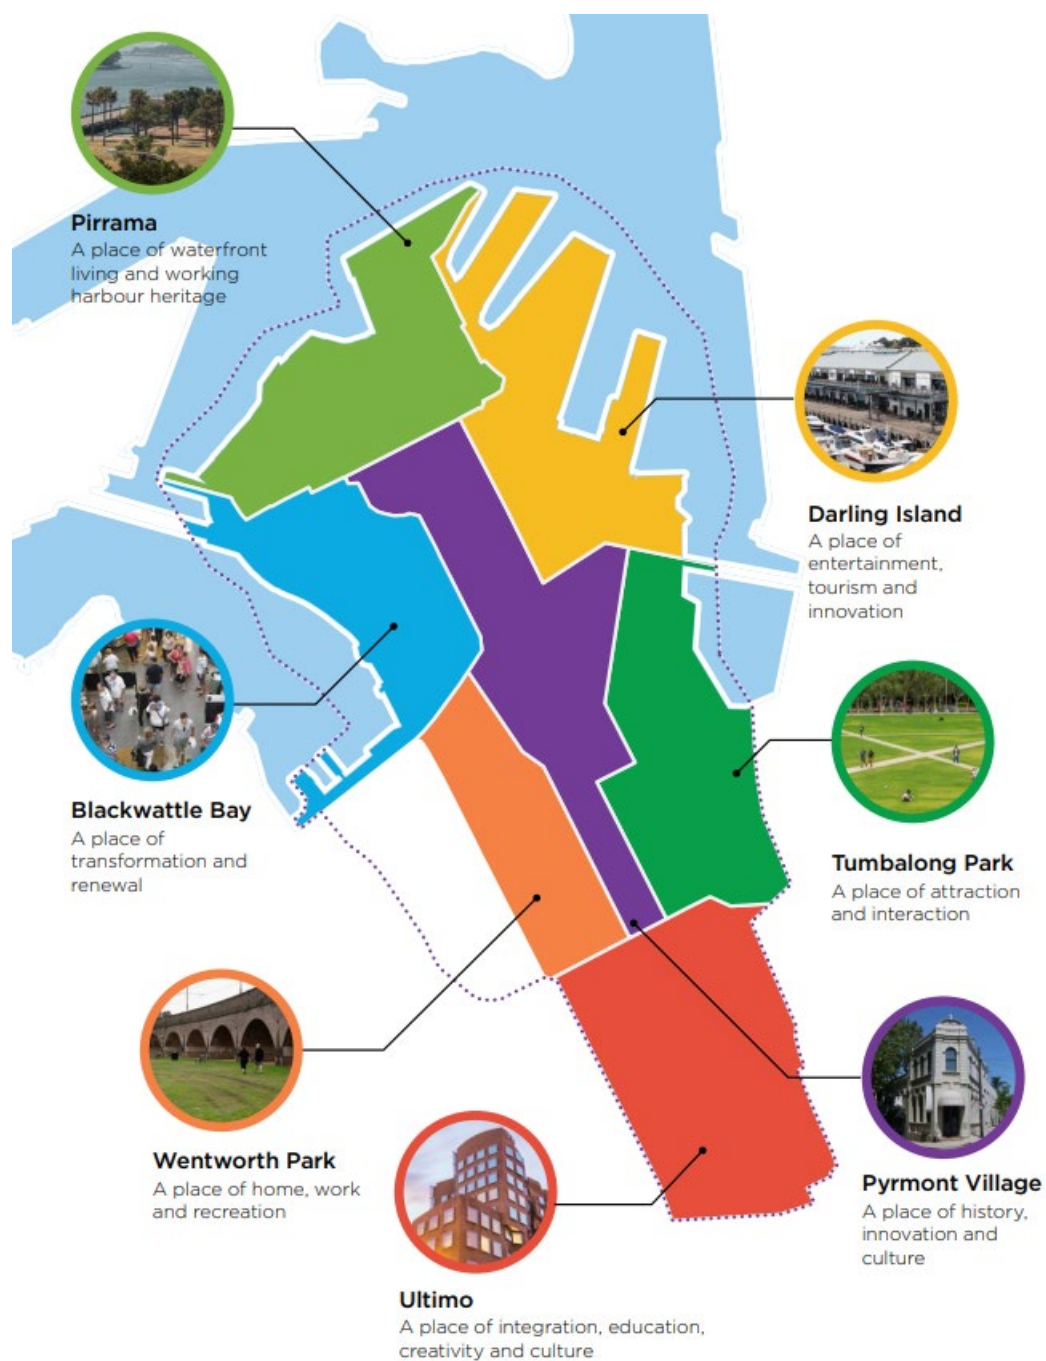 Pirrama
A place of waterfront
living and working
harbour heritage
Darling Island
A place of
entertainment,
tourism and
innovation
Blackwattle Bay
A place of
transformation and
renewal
Tumbalong Park
A place of attraction
and interaction
Wentworth Park
A place of home, work
and recreation
Pyrmont Village
A place of history,
innovation and
culture
Ultimo
A place of integration, education,
creativity and culture